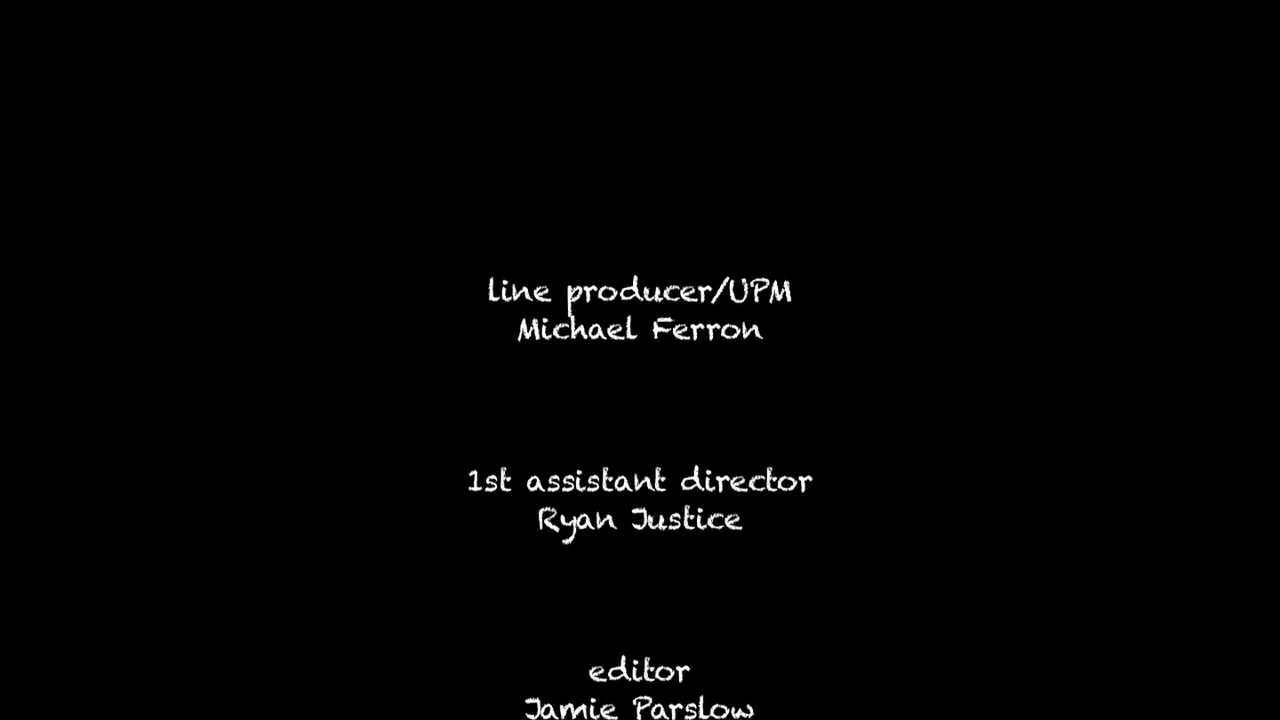 line producer/UPM
Michael Ferron
1st assistant director
Ryan Justice
editor
Jamie Parslow